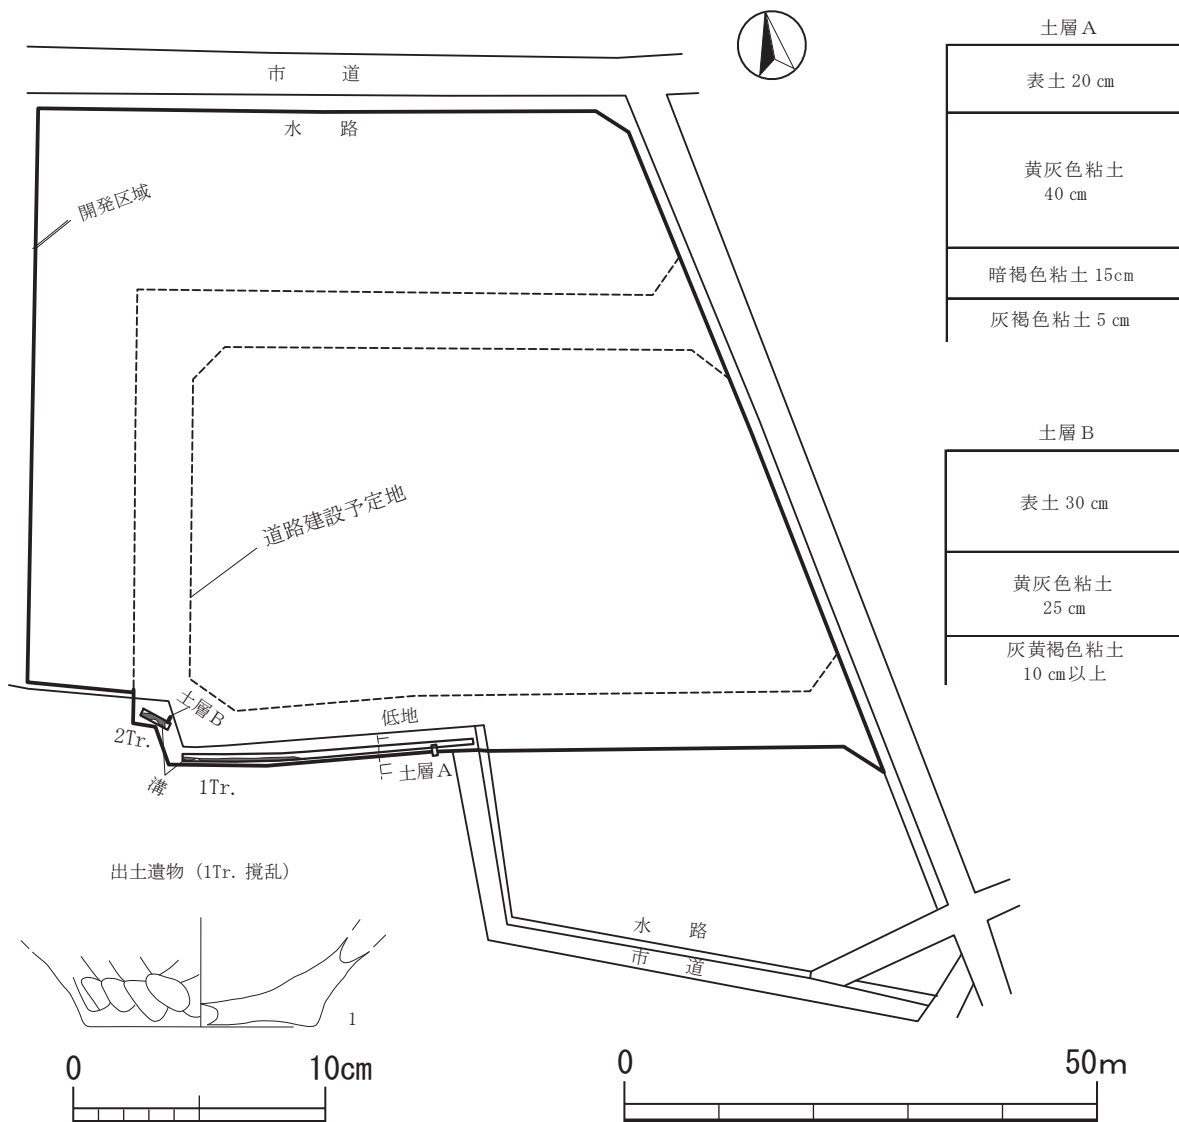 市 道
水 路
開発区域
道路建設予定地
土層B
低地
2Tr.
溝
1Tr.
土層A
水 路
市 道
土層A
表土 20 cm
黄灰色粘土
40 cm
暗褐色粘土 15cm
灰褐色粘土 5 cm
土層B
表土 30 cm
黄灰色粘土
25 cm
灰黄褐色粘土
10 cm以上
出土遺物（1Tr. 撹乱）
1
0 10cm
0 50m